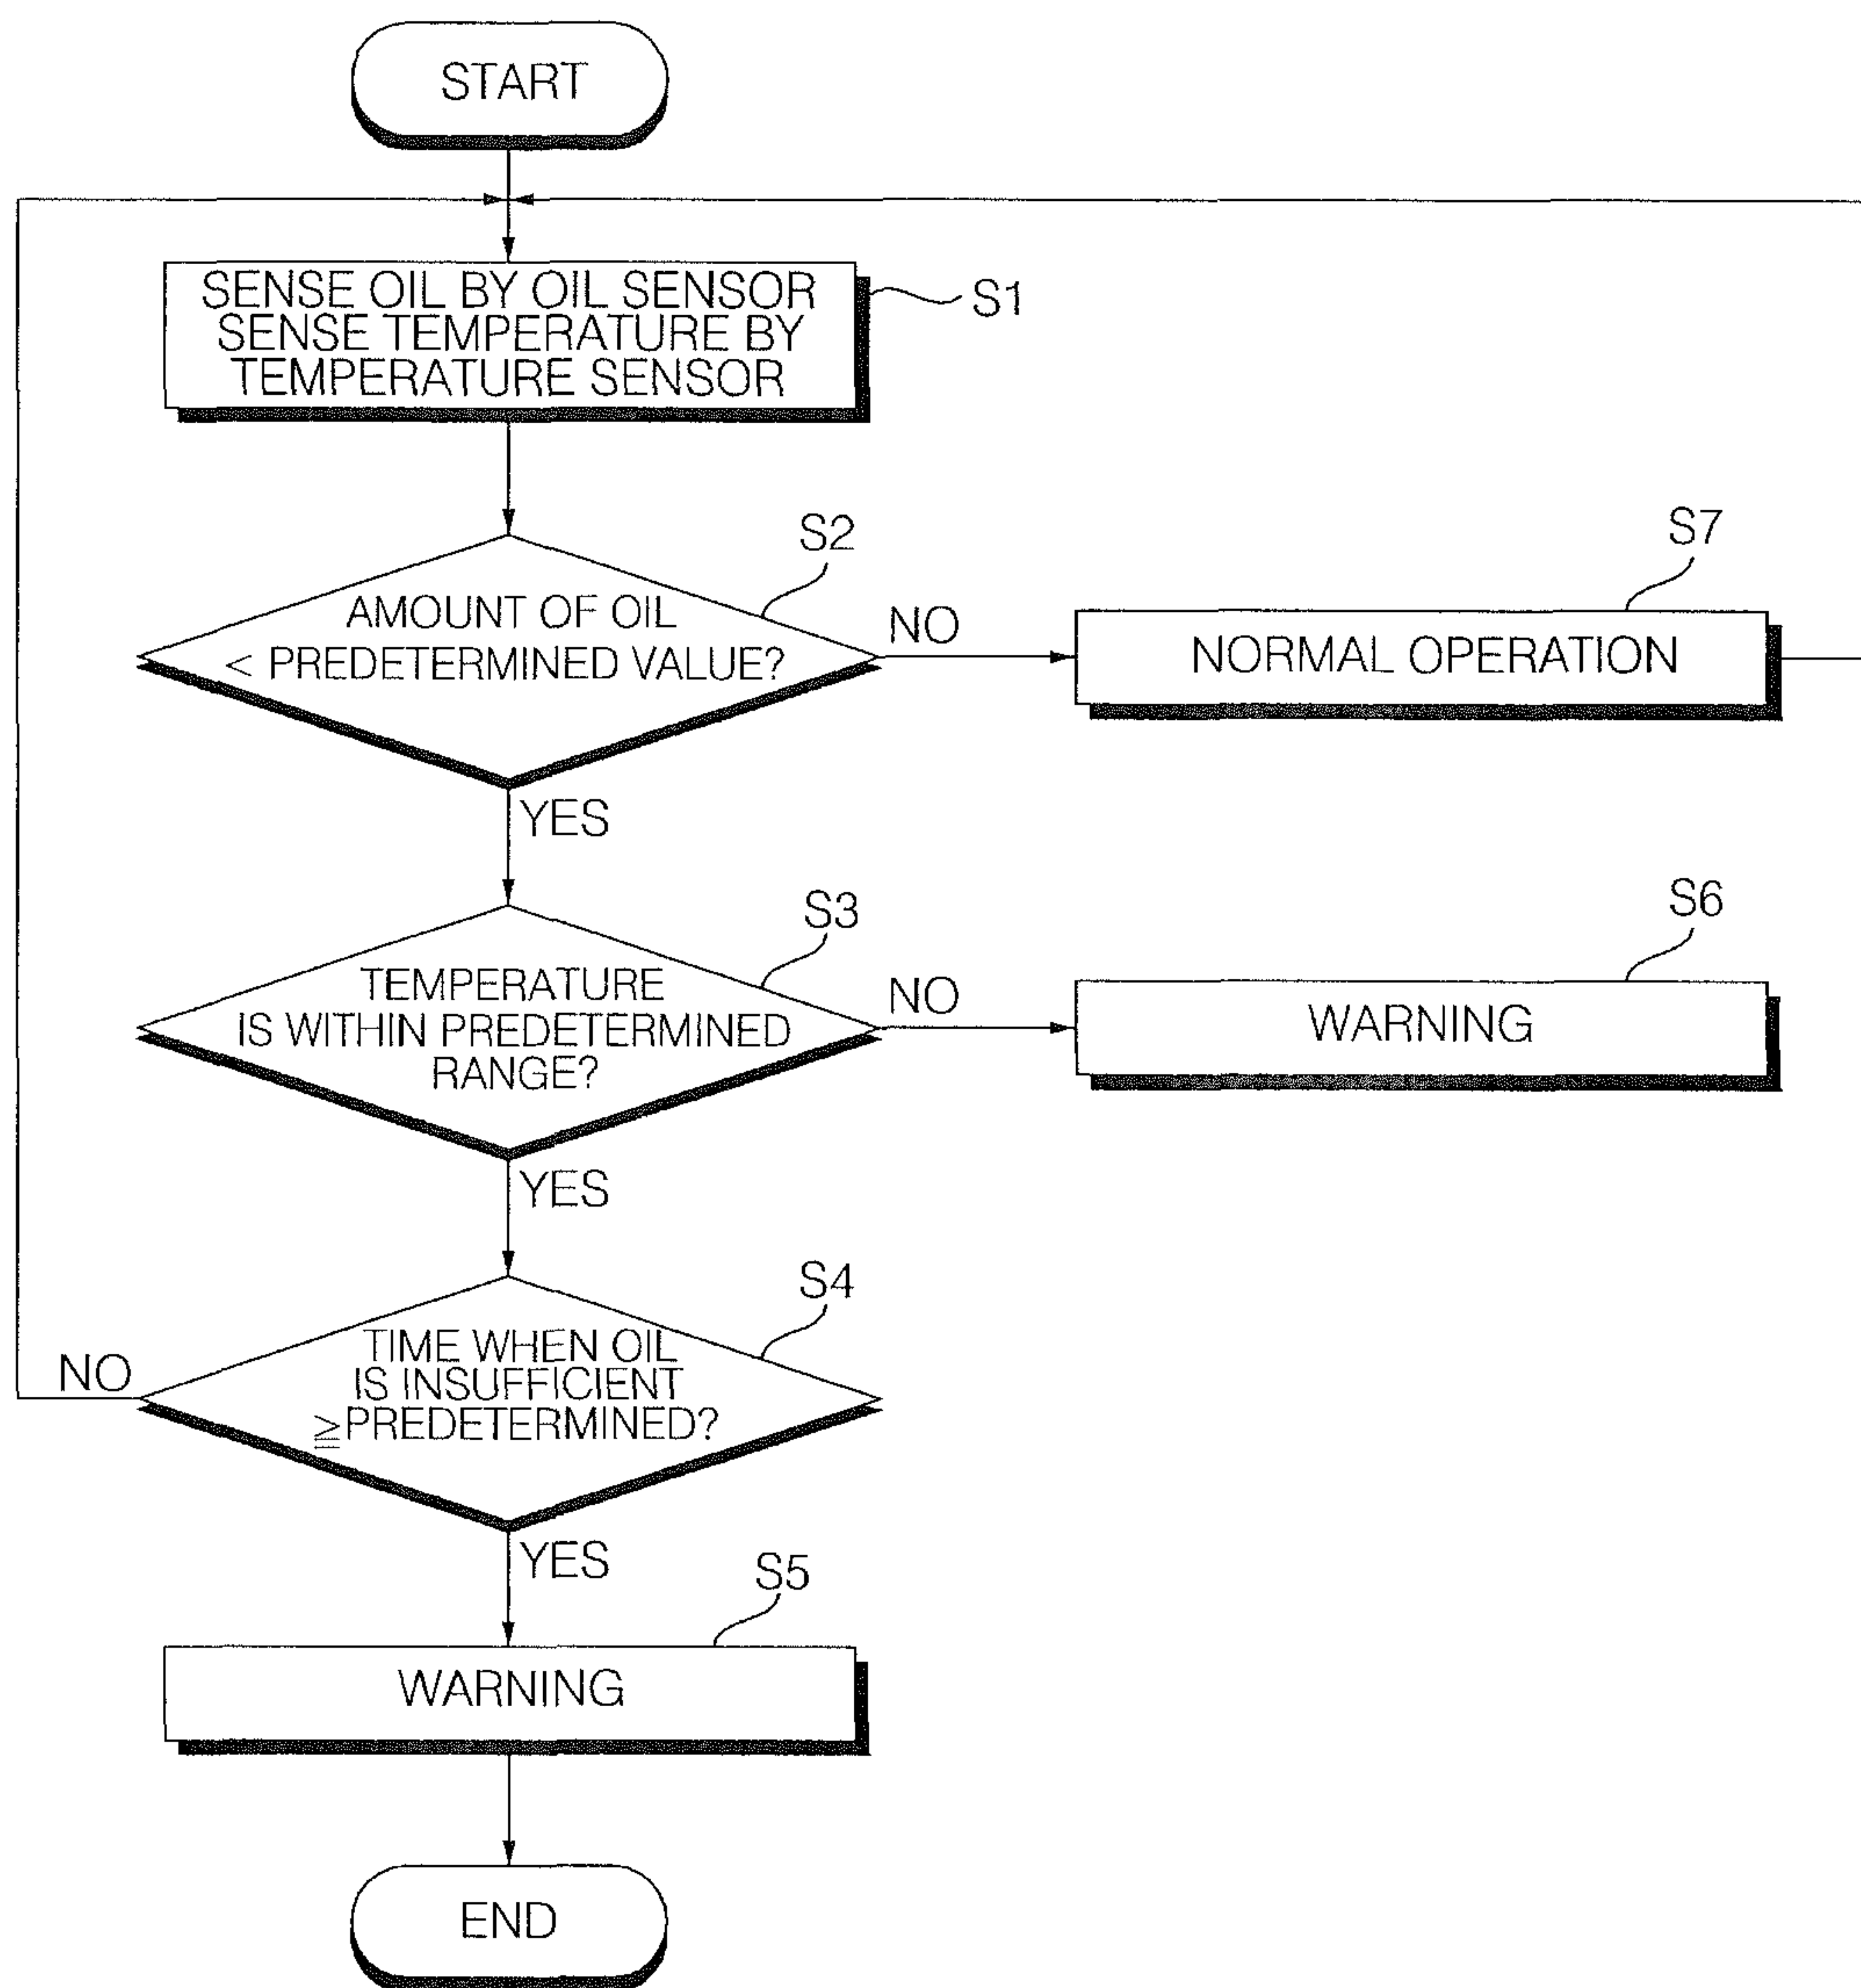 START
SENSE OIL BY OIL SENSOR
SENSE TEMPERATURE BY
TEMPERATURE SENSOR
S1
S2
AMOUNT OF OIL
< PREDETERMINED VALUE?
NO
S7
NORMAL OPERATION
YES
S3
TEMPERATURE
IS WITHIN PREDETERMINED
RANGE?
NO
S6
WARNING
YES
S4
TIME WHEN OIL
IS INSUFFICIENT
≧PREDETERMINED?
NO
YES
S5
WARNING
END